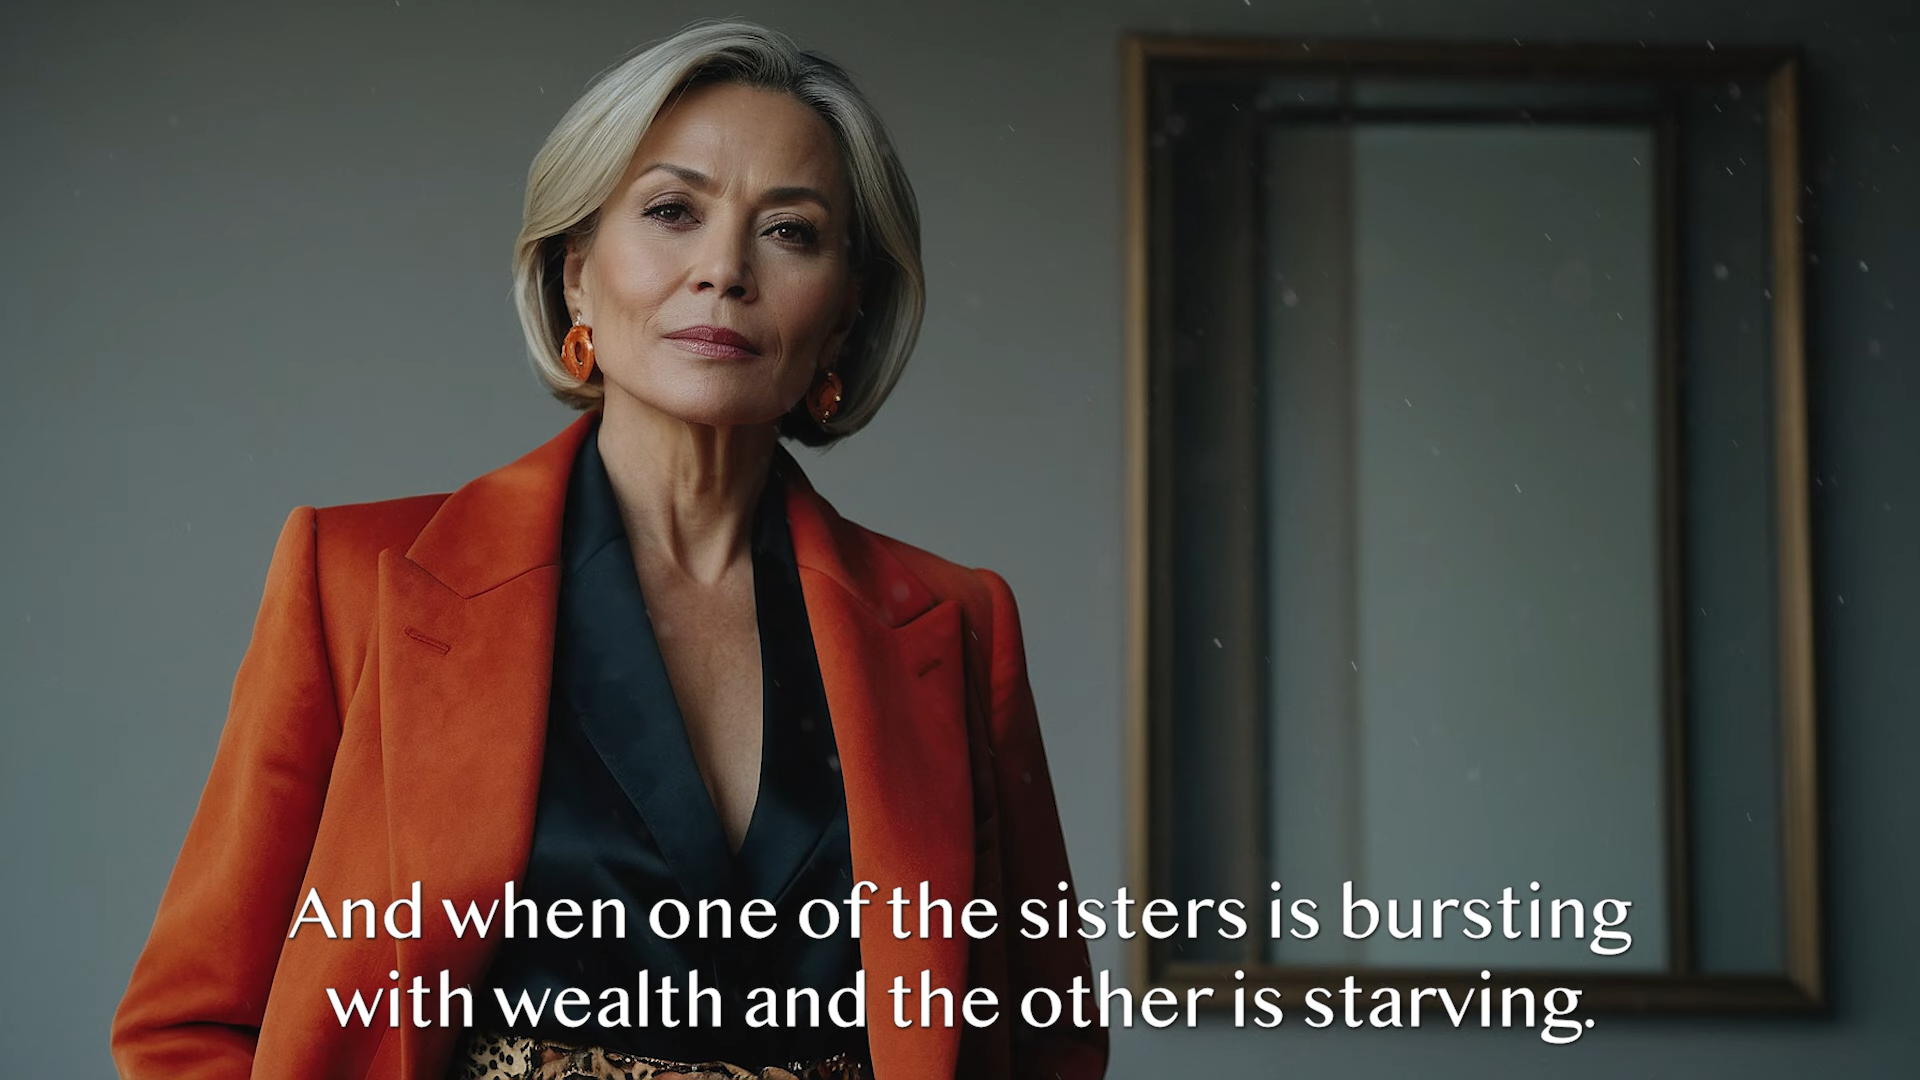 And when one of the sisters is bursting
with wealth and the other is starving.